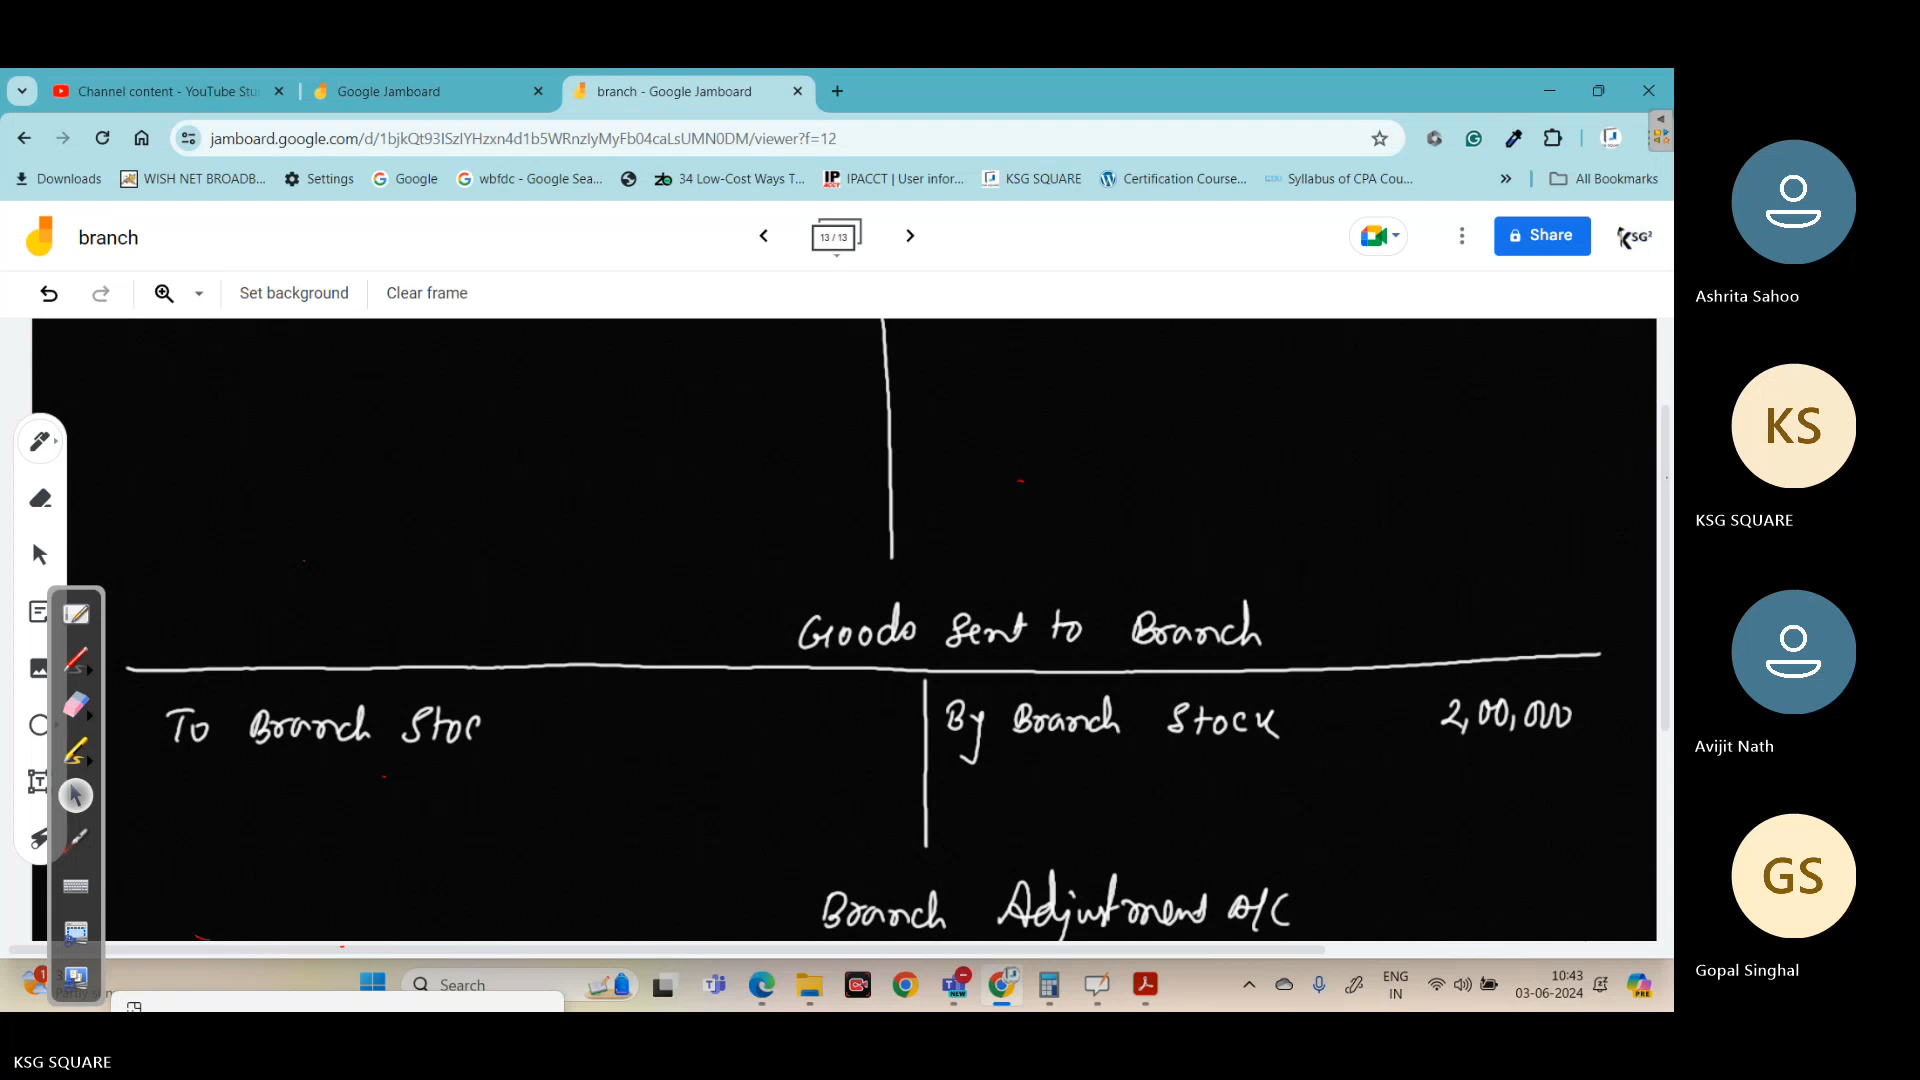 Channel content - YouTube Stu
Google Jamboard
branch - Google Jamboard
jamboard.google.com/d/1bjkQt93ISzIYHzxn4d1b5WRnzIyMyFb04caLsUMN0DM/viewer?f=12
Downloads
WISH NET BROADB...
Settings
Google
wbfdc - Google Sea...
34 Low-Cost Ways T...
IPACCT | User infor...
KSG SQUARE
Certification Course...
Syllabus of CPA Cou...
All Bookmarks
branch
13 / 13
Share
KSG²
Set background
Clear frame
Goods Sent to Branch
To Branch Stoc
By Branch Stock 2,00,000
Branch Adjustment A/C
Search
ENG
IN
10:43
03-06-2024
Ashrita Sahoo
KS
KSG SQUARE
Avijit Nath
GS
Gopal Singhal
KSG SQUARE